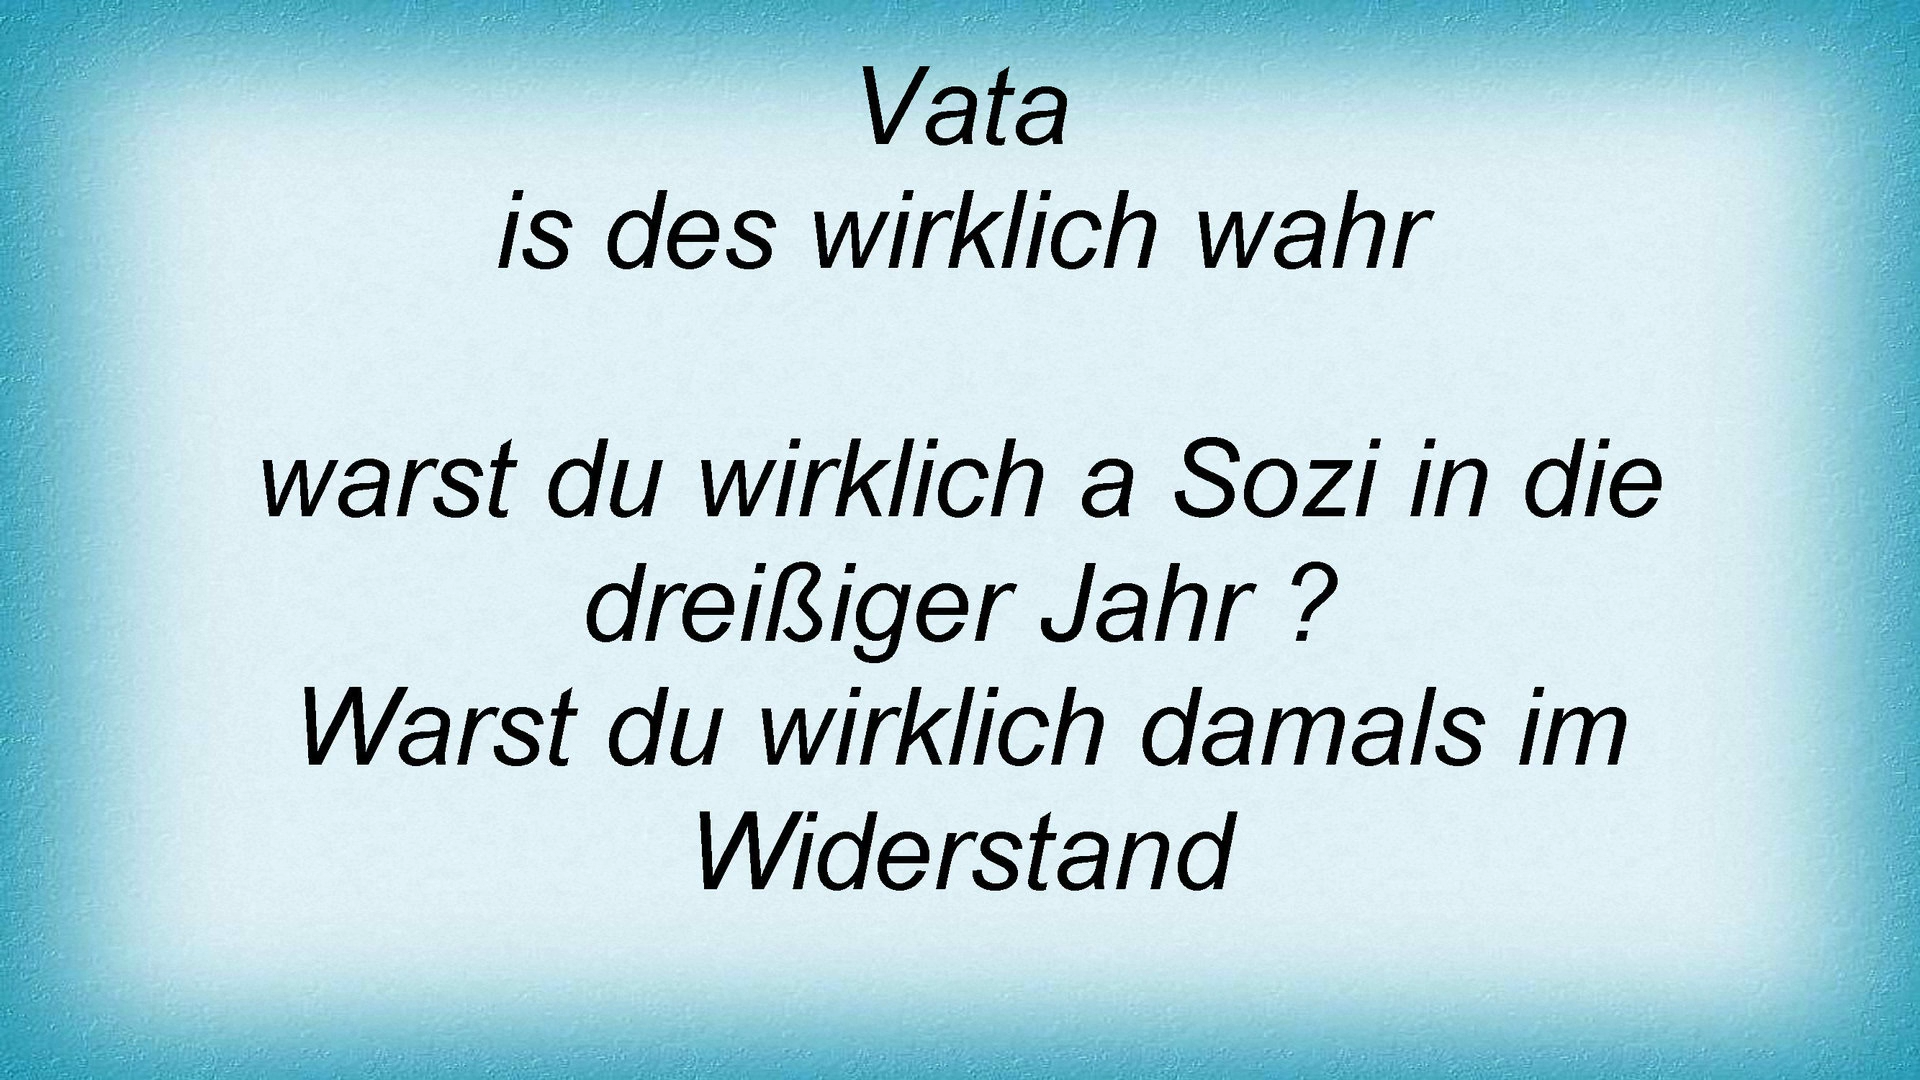 Vata
is des wirklich wahr
warst du wirklich a Sozi in die
dreißiger Jahr ?
Warst du wirklich damals im
Widerstand